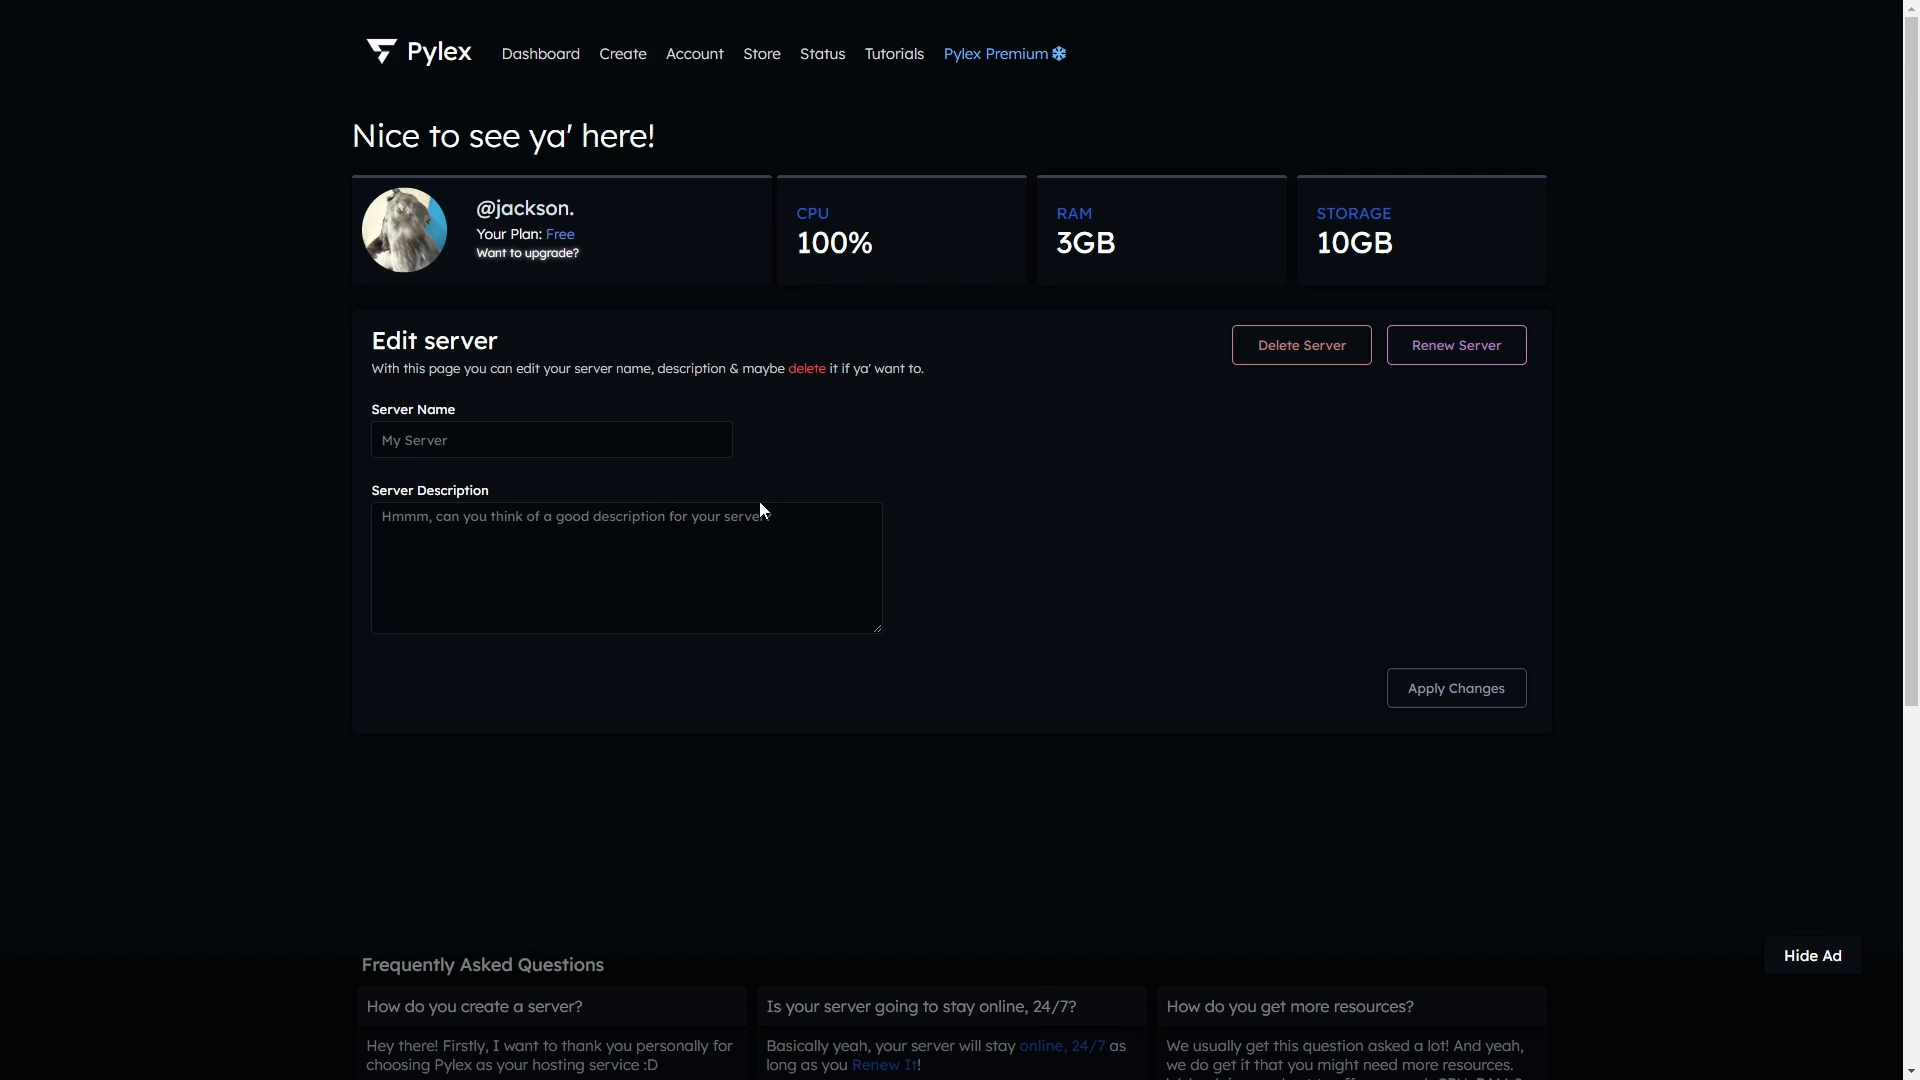 Pylex Dashboard Create Account Store Status Tutorials Pylex Premium
Nice to see ya' here!
@jackson.
Your Plan: Free
Want to upgrade?
CPU
100%
RAM
3GB
STORAGE
10GB
Edit server
With this page you can edit your server name, description & maybe delete it if ya' want to.
Delete Server
Renew Server
Server Name
My Server
Server Description
Hmmm, can you think of a good description for your server?
Apply Changes
Hide Ad
Frequently Asked Questions
How do you create a server?
Hey there! Firstly, I want to thank you personally for
choosing Pylex as your hosting service :D
Is your server going to stay online, 24/7?
Basically yeah, your server will stay online, 24/7 as
long as you Renew It!
How do you get more resources?
We usually get this question asked a lot! And yeah,
we do get it that you might need more resources.